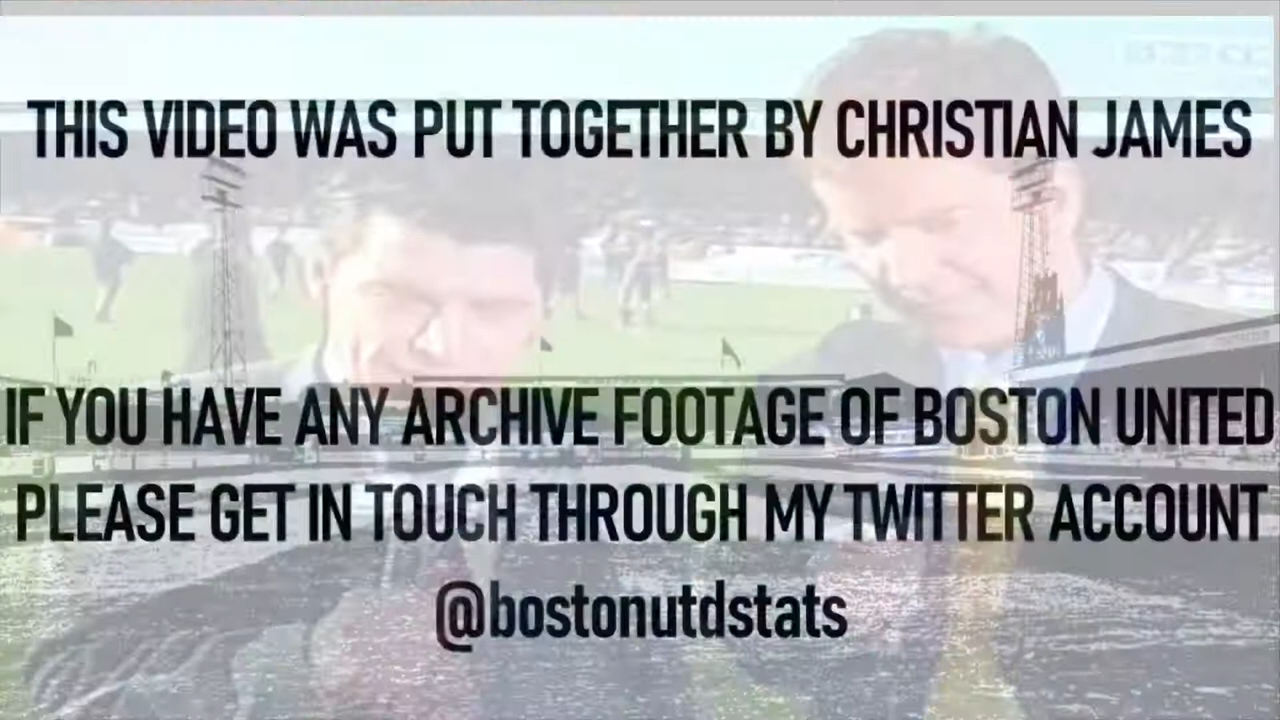 THIS VIDEO WAS PUT TOGETHER BY CHRISTIAN JAMES
IF YOU HAVE ANY ARCHIVE FOOTAGE OF BOSTON UNITED
PLEASE GET IN TOUCH THROUGH MY TWITTER ACCOUNT
@bostonutdstats